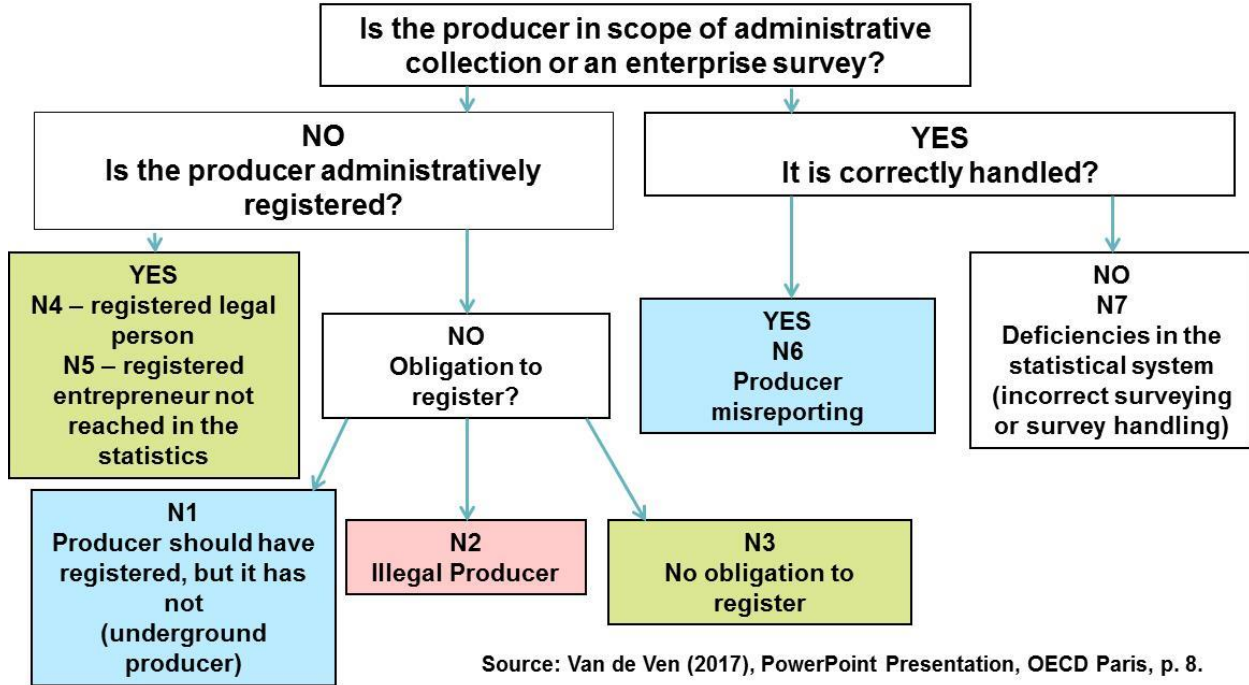 Is the producer in scope of administrative
collection or an enterprise survey?
NO
Is the producer administratively
registered?
YES
It is correctly handled?
YES
N4 – registered legal
person
N5 – registered
entrepreneur not
reached in the
statistics
NO
Obligation to
register?
YES
N6
Producer
misreporting
NO
N7
Deficiencies in the
statistical system
(incorrect surveying
or survey handling)
N1
Producer should have
registered, but it has
not
(underground
producer)
N2
Illegal Producer
N3
No obligation to
register
Source: Van de Ven (2017), PowerPoint Presentation, OECD Paris, p. 8.